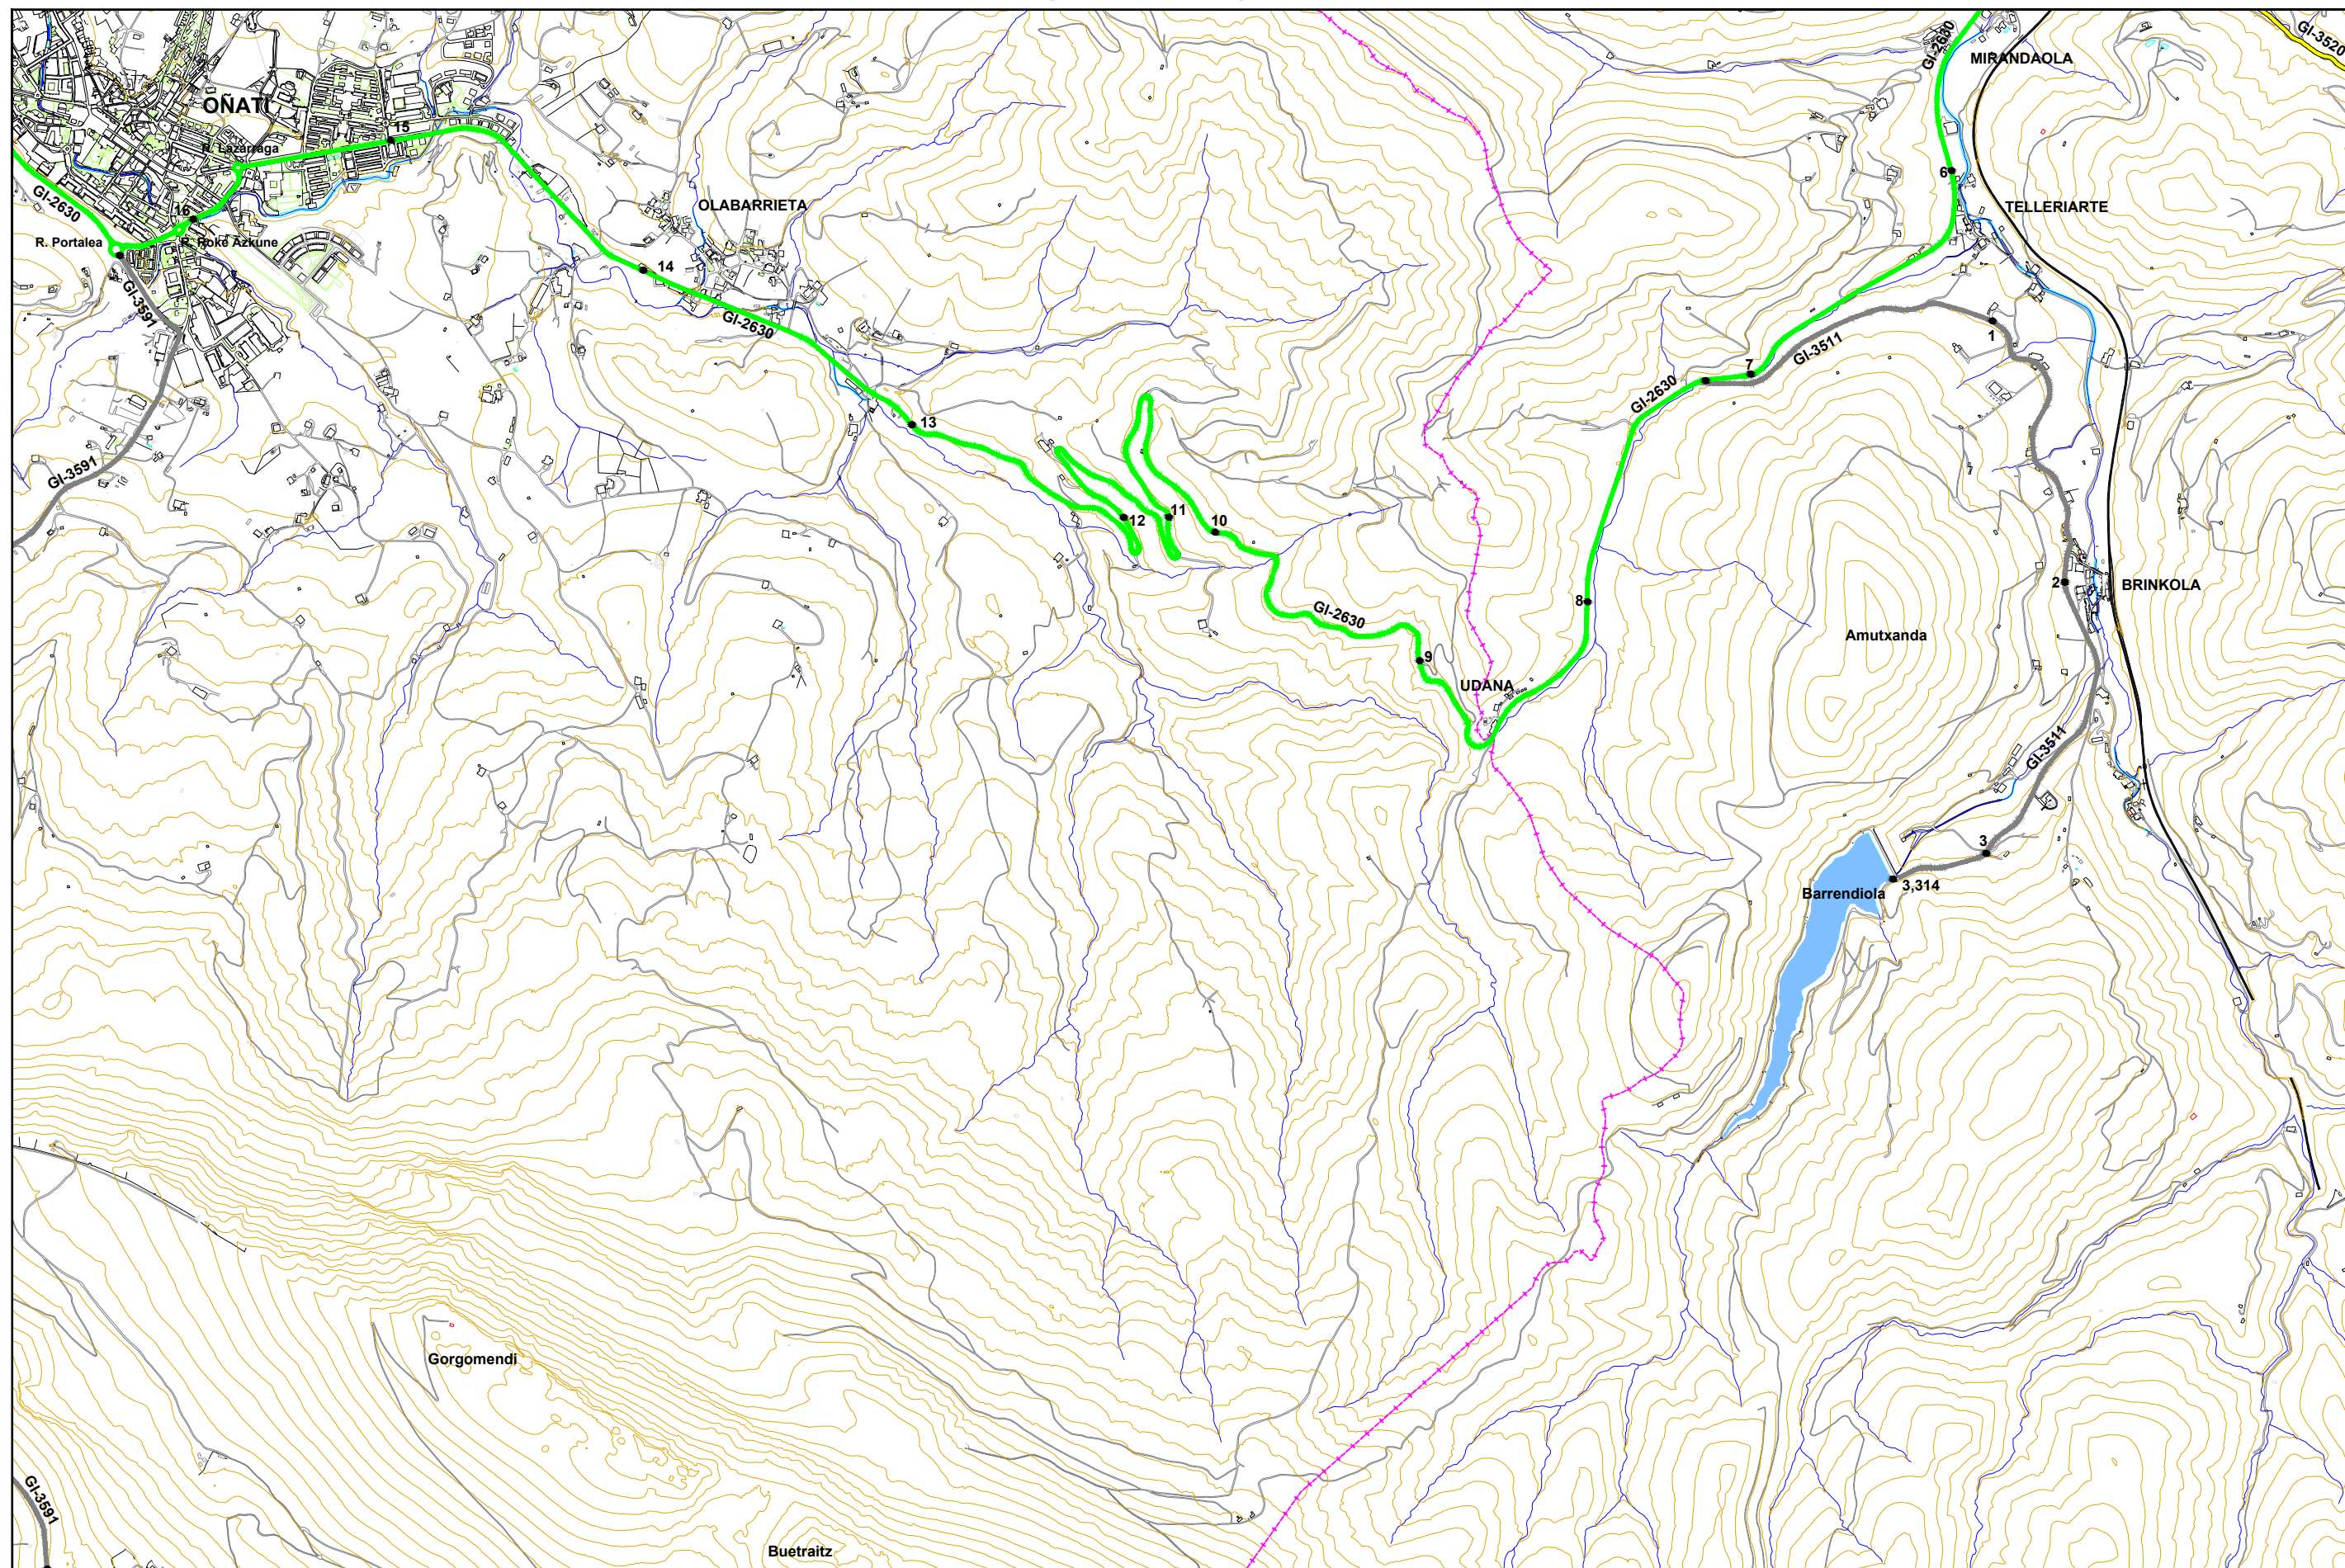 GI-3520
GI-2630
MIRANDAOLA
OÑATI
15
R. Lazarraga
6
GI-2630
OLABARRIETA
TELLERIARTE
16
R. Portalea
R. Roke Azkune
14
GI-3591
GI-2630
1
GI-3511
7
GI-2630
13
GI-3591
12
11
10
2
BRINKOLA
8
GI-2630
Amutxanda
9
UDANA
GI-3511
3
3,314
Barrendiola
Gorgomendi
GI-3591
Buetraitz